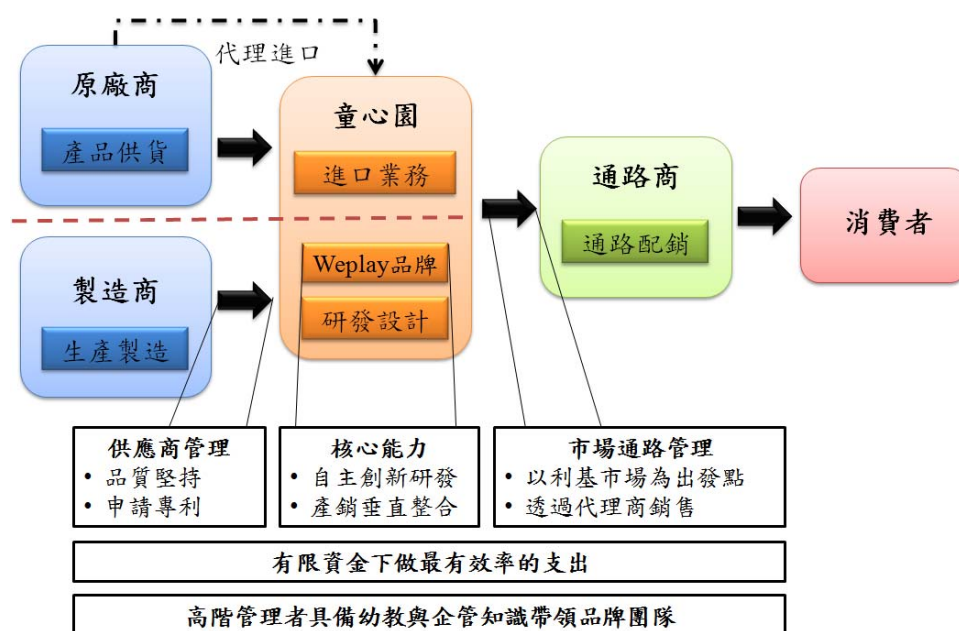 代理進口
原廠商
產品供貨
童心園
進口業務
通路商
通路配銷
消費者
製造商
生產製造
Weplay品牌
研發設計
供應商管理
• 品質堅持
• 申請專利
核心能力
• 自主創新研發
• 產銷垂直整合
市場通路管理
• 以利基市場為出發點
• 透過代理商銷售
有限資金下做最有效率的支出
高階管理者具備幼教與企管知識帶領品牌團隊